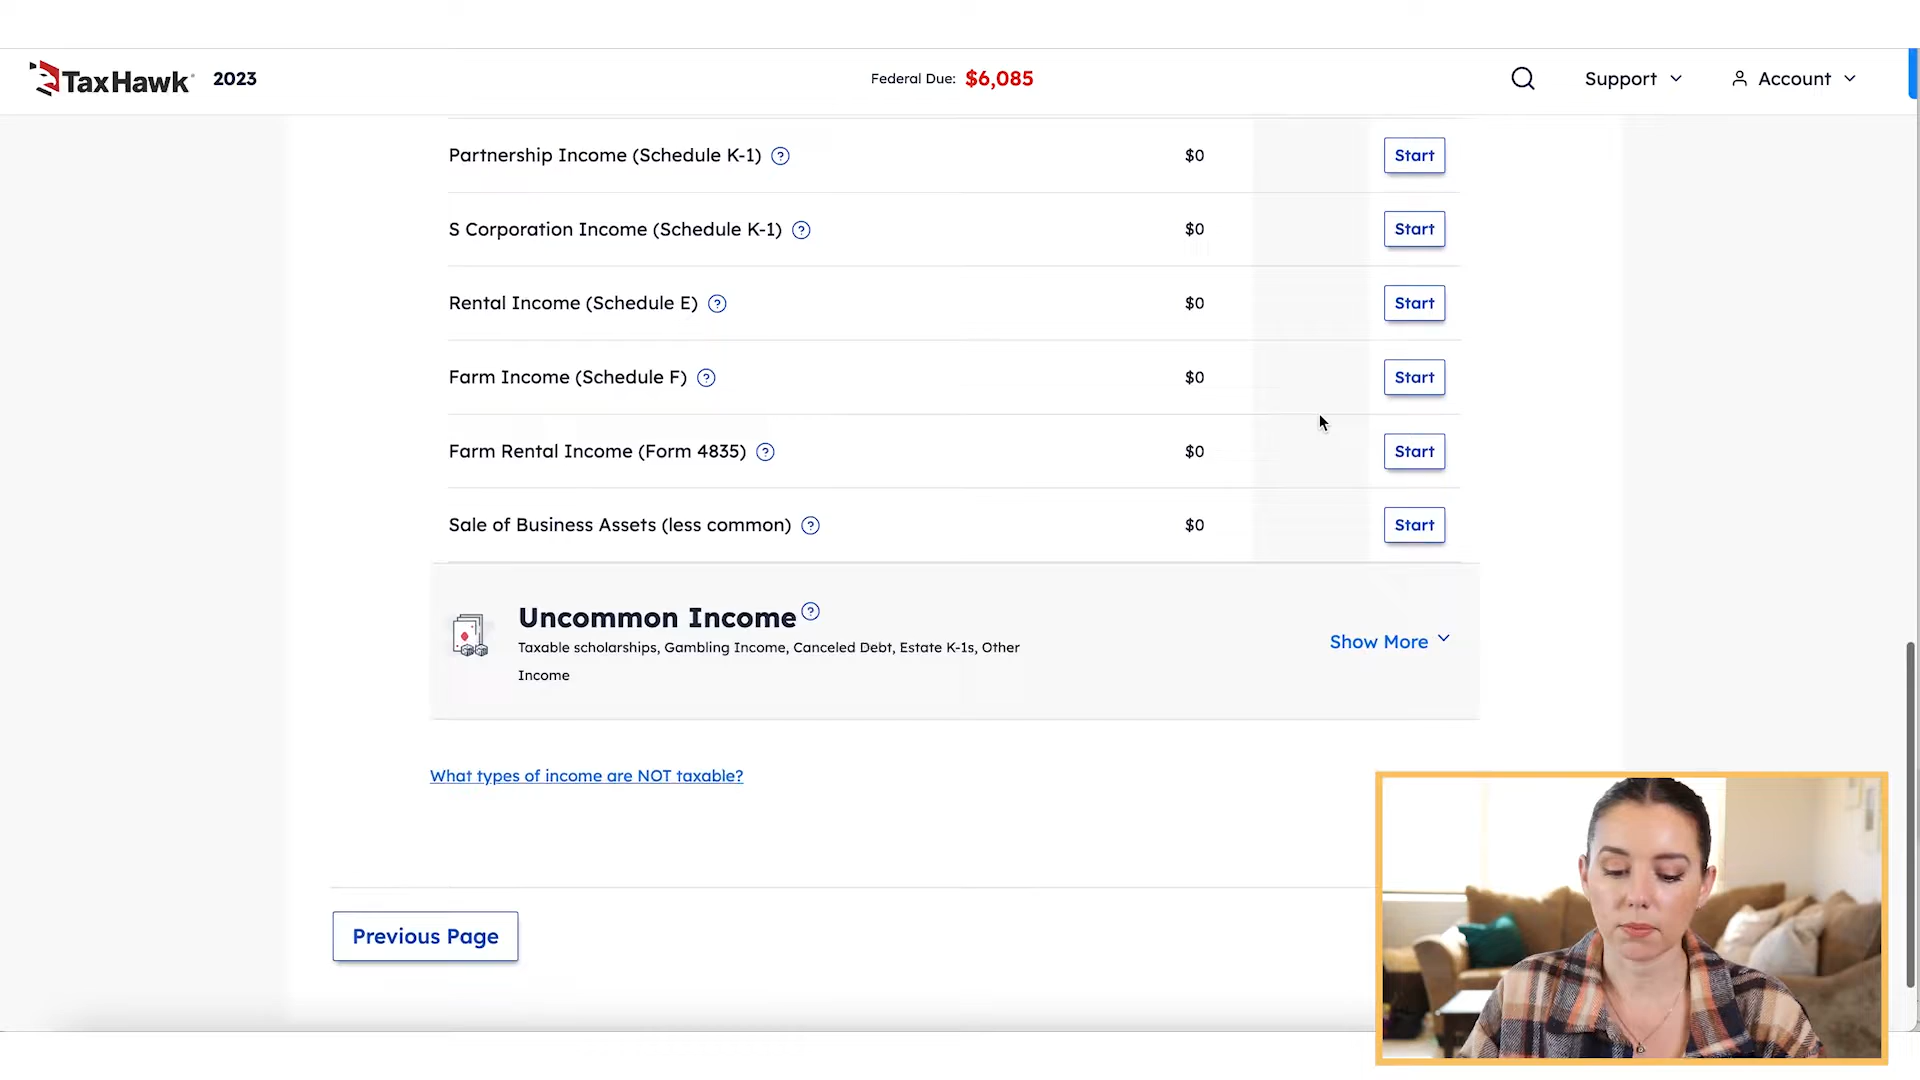 TaxHawk 2023
Federal Due: $6,085
Support
Account
Partnership Income (Schedule K-1) ? $0 Start
S Corporation Income (Schedule K-1) ? $0 Start
Rental Income (Schedule E) ? $0 Start
Farm Income (Schedule F) ? $0 Start
Farm Rental Income (Form 4835) ? $0 Start
Sale of Business Assets (less common) ? $0 Start
Uncommon Income ?
Taxable scholarships, Gambling Income, Canceled Debt, Estate K-1s, Other
Income
Show More
What types of income are NOT taxable?
Previous Page